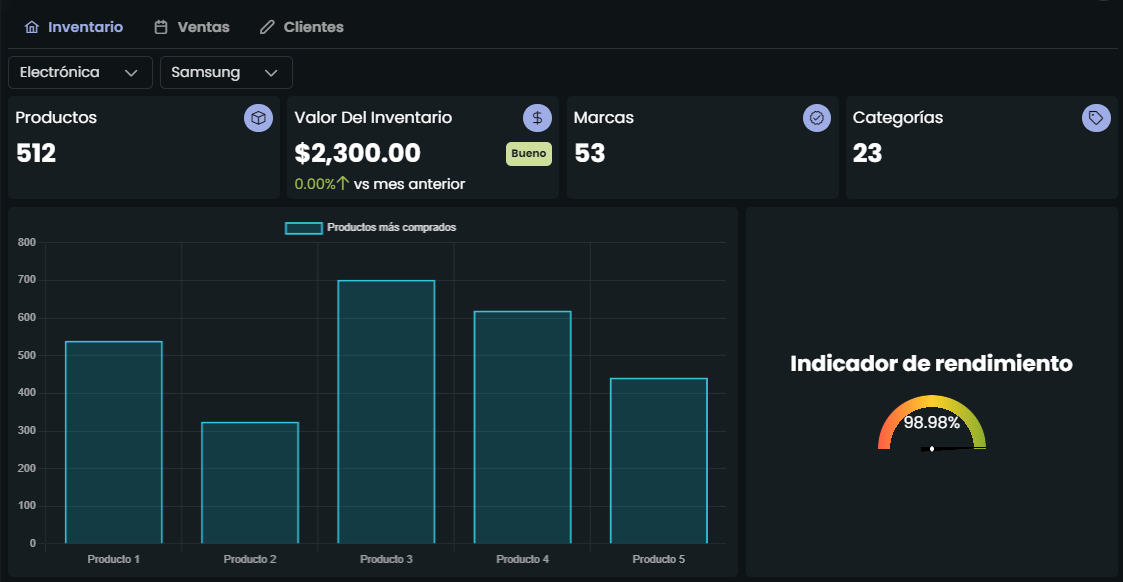 Inventario Ventas Clientes
Electrónica Samsung
Productos
512
Valor Del Inventario
$
$2,300.00 Bueno
0.00%↑ vs mes anterior
Marcas
53
Categorías
23
Productos más comprados
800
700
600
500
400
300
200
100
0
Producto 1 Producto 2 Producto 3 Producto 4 Producto 5
Indicador de rendimiento
98.98%